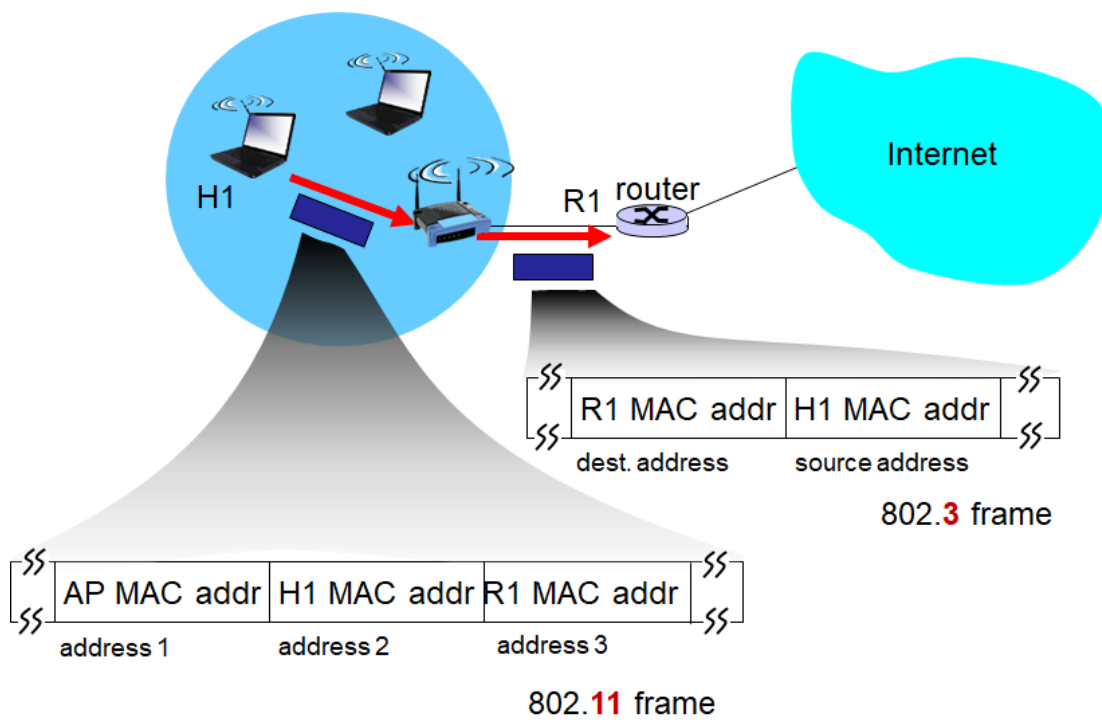 Internet
router
R1
H1
R1 MAC addr H1 MAC addr
dest. address source address
802.3 frame
AP MAC addr H1 MAC addr R1 MAC addr
address 1 address 2 address 3
802.11 frame